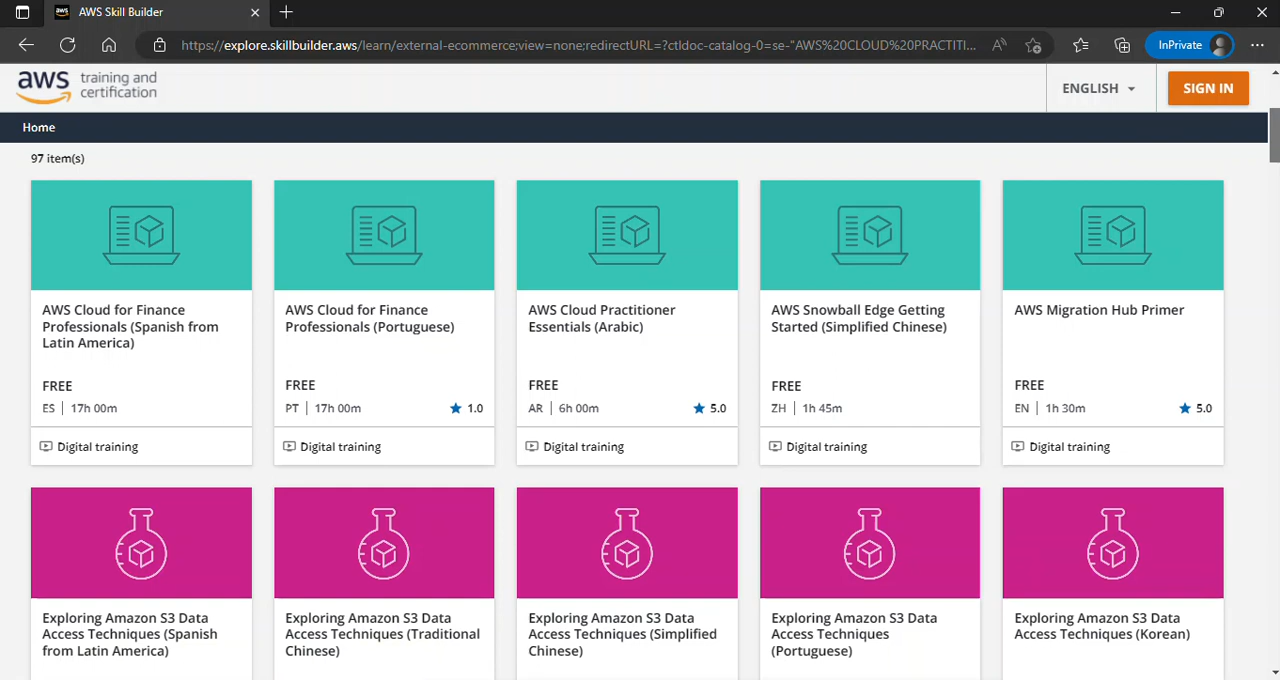 AWS Skill Builder
https://explore.skillbuilder.aws/learn/external-ecommerce;view=none;redirectURL=?ctldoc-catalog-0=se-"AWS%20CLOUD%20PRACTITI...
InPrivate
aws training and certification
ENGLISH
SIGN IN
Home
97 item(s)
AWS Cloud for Finance
Professionals (Spanish from
Latin America)
FREE
ES | 17h 00m
Digital training
AWS Cloud for Finance
Professionals (Portuguese)
FREE
PT | 17h 00m
1.0
Digital training
AWS Cloud Practitioner
Essentials (Arabic)
FREE
AR | 6h 00m
5.0
Digital training
AWS Snowball Edge Getting
Started (Simplified Chinese)
FREE
ZH | 1h 45m
Digital training
AWS Migration Hub Primer
FREE
EN | 1h 30m
5.0
Digital training
Exploring Amazon S3 Data
Access Techniques (Spanish
from Latin America)
Exploring Amazon S3 Data
Access Techniques (Traditional
Chinese)
Exploring Amazon S3 Data
Access Techniques (Simplified
Chinese)
Exploring Amazon S3 Data
Access Techniques
(Portuguese)
Exploring Amazon S3 Data
Access Techniques (Korean)